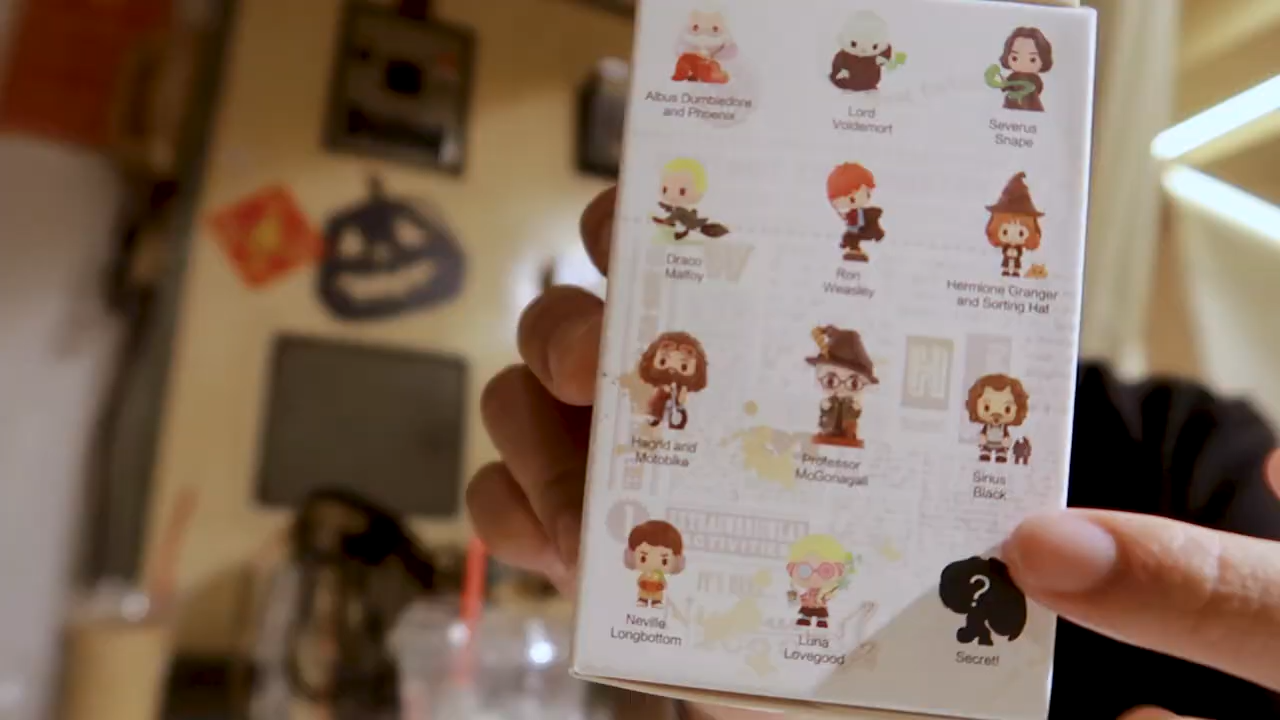 Albus Dumbledore
and Phoenix
Lord
Voldemort
Severus
Snape
Draco
Malfoy
Ron
Weasley
Hermione Granger
and Sorting Hat
Hagrid and
Motobike
Professor
McGonagall
Sirius
Black
Neville
Longbottom
Luna
Lovegood
?
Secret!